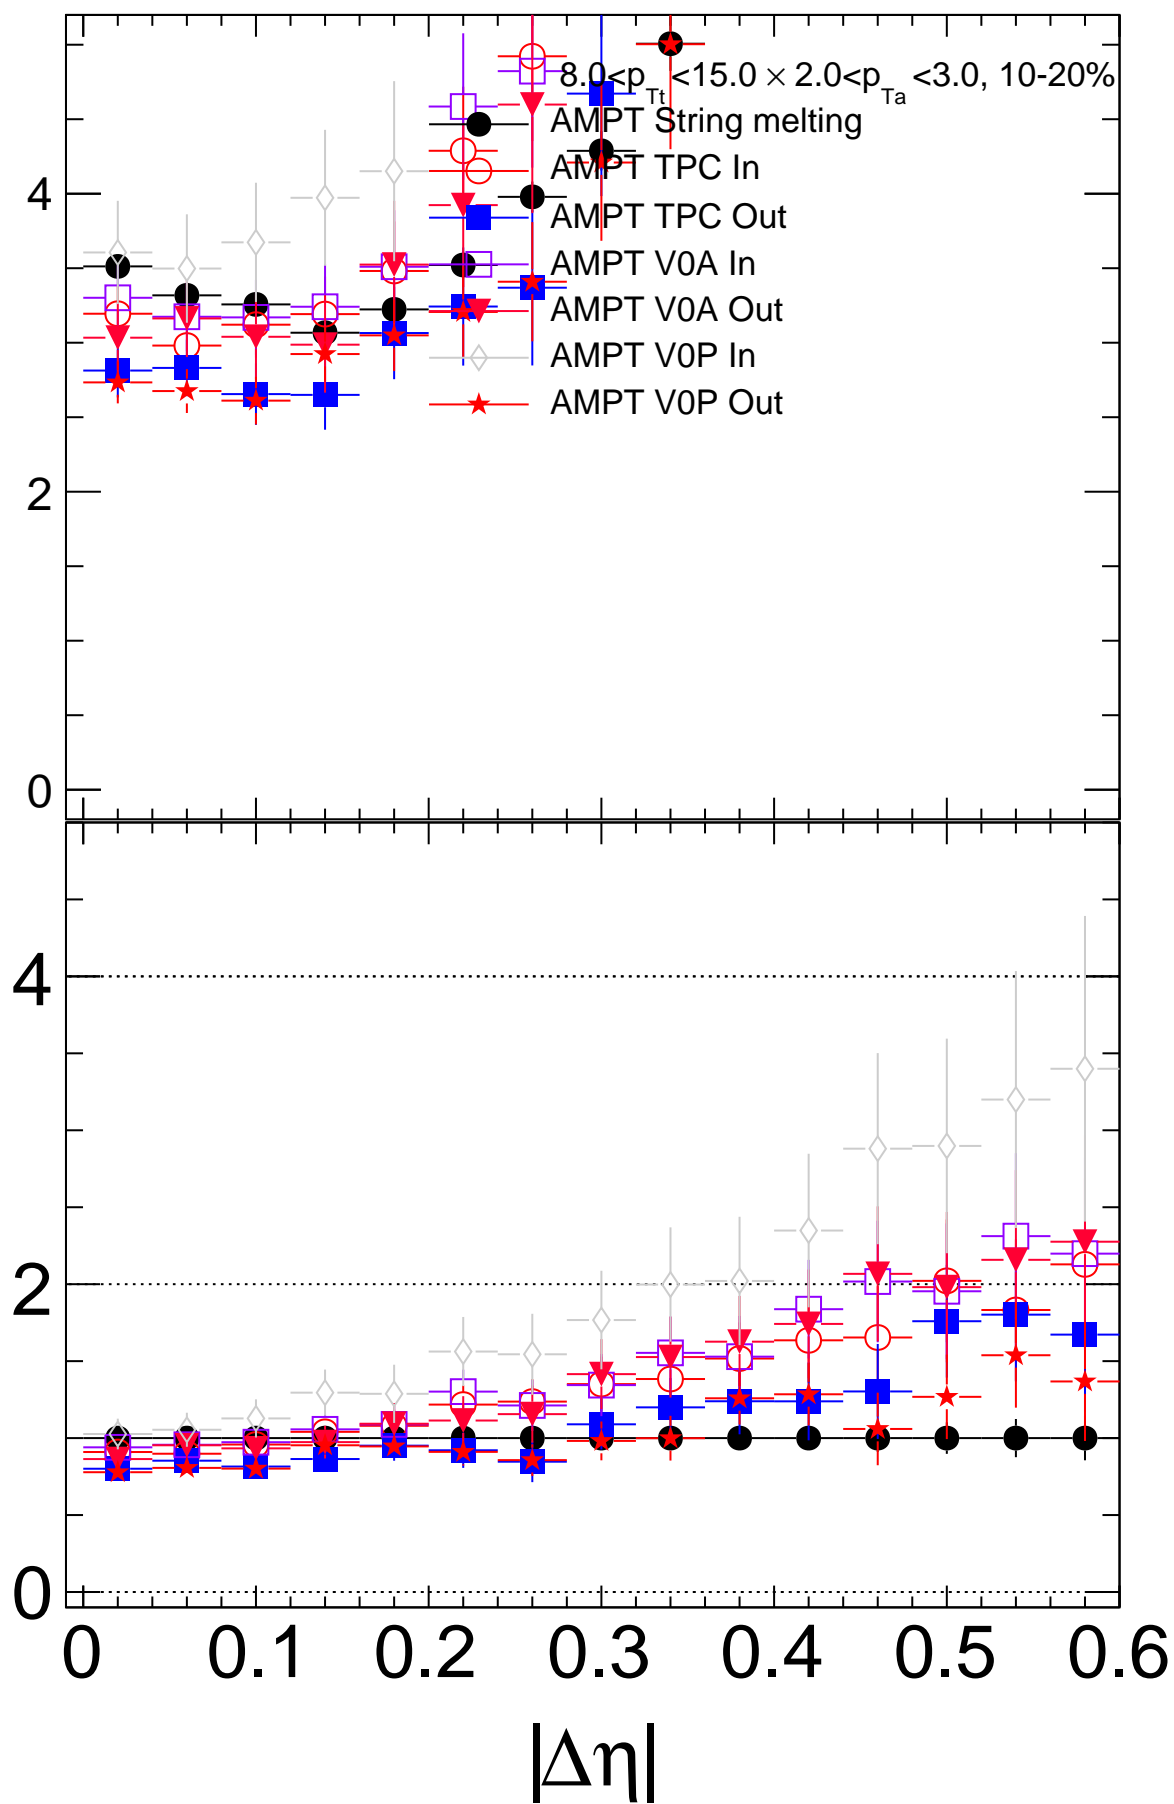 8.0<p_Tt <15.0 × 2.0<p_Ta <3.0, 10-20%
AMPT String melting
AMPT TPC In
AMPT TPC Out
AMPT V0A In
AMPT V0A Out
AMPT V0P In
AMPT V0P Out
4
2
0
4
2
0
0 0.1 0.2 0.3 0.4 0.5 0.6
|Δη|